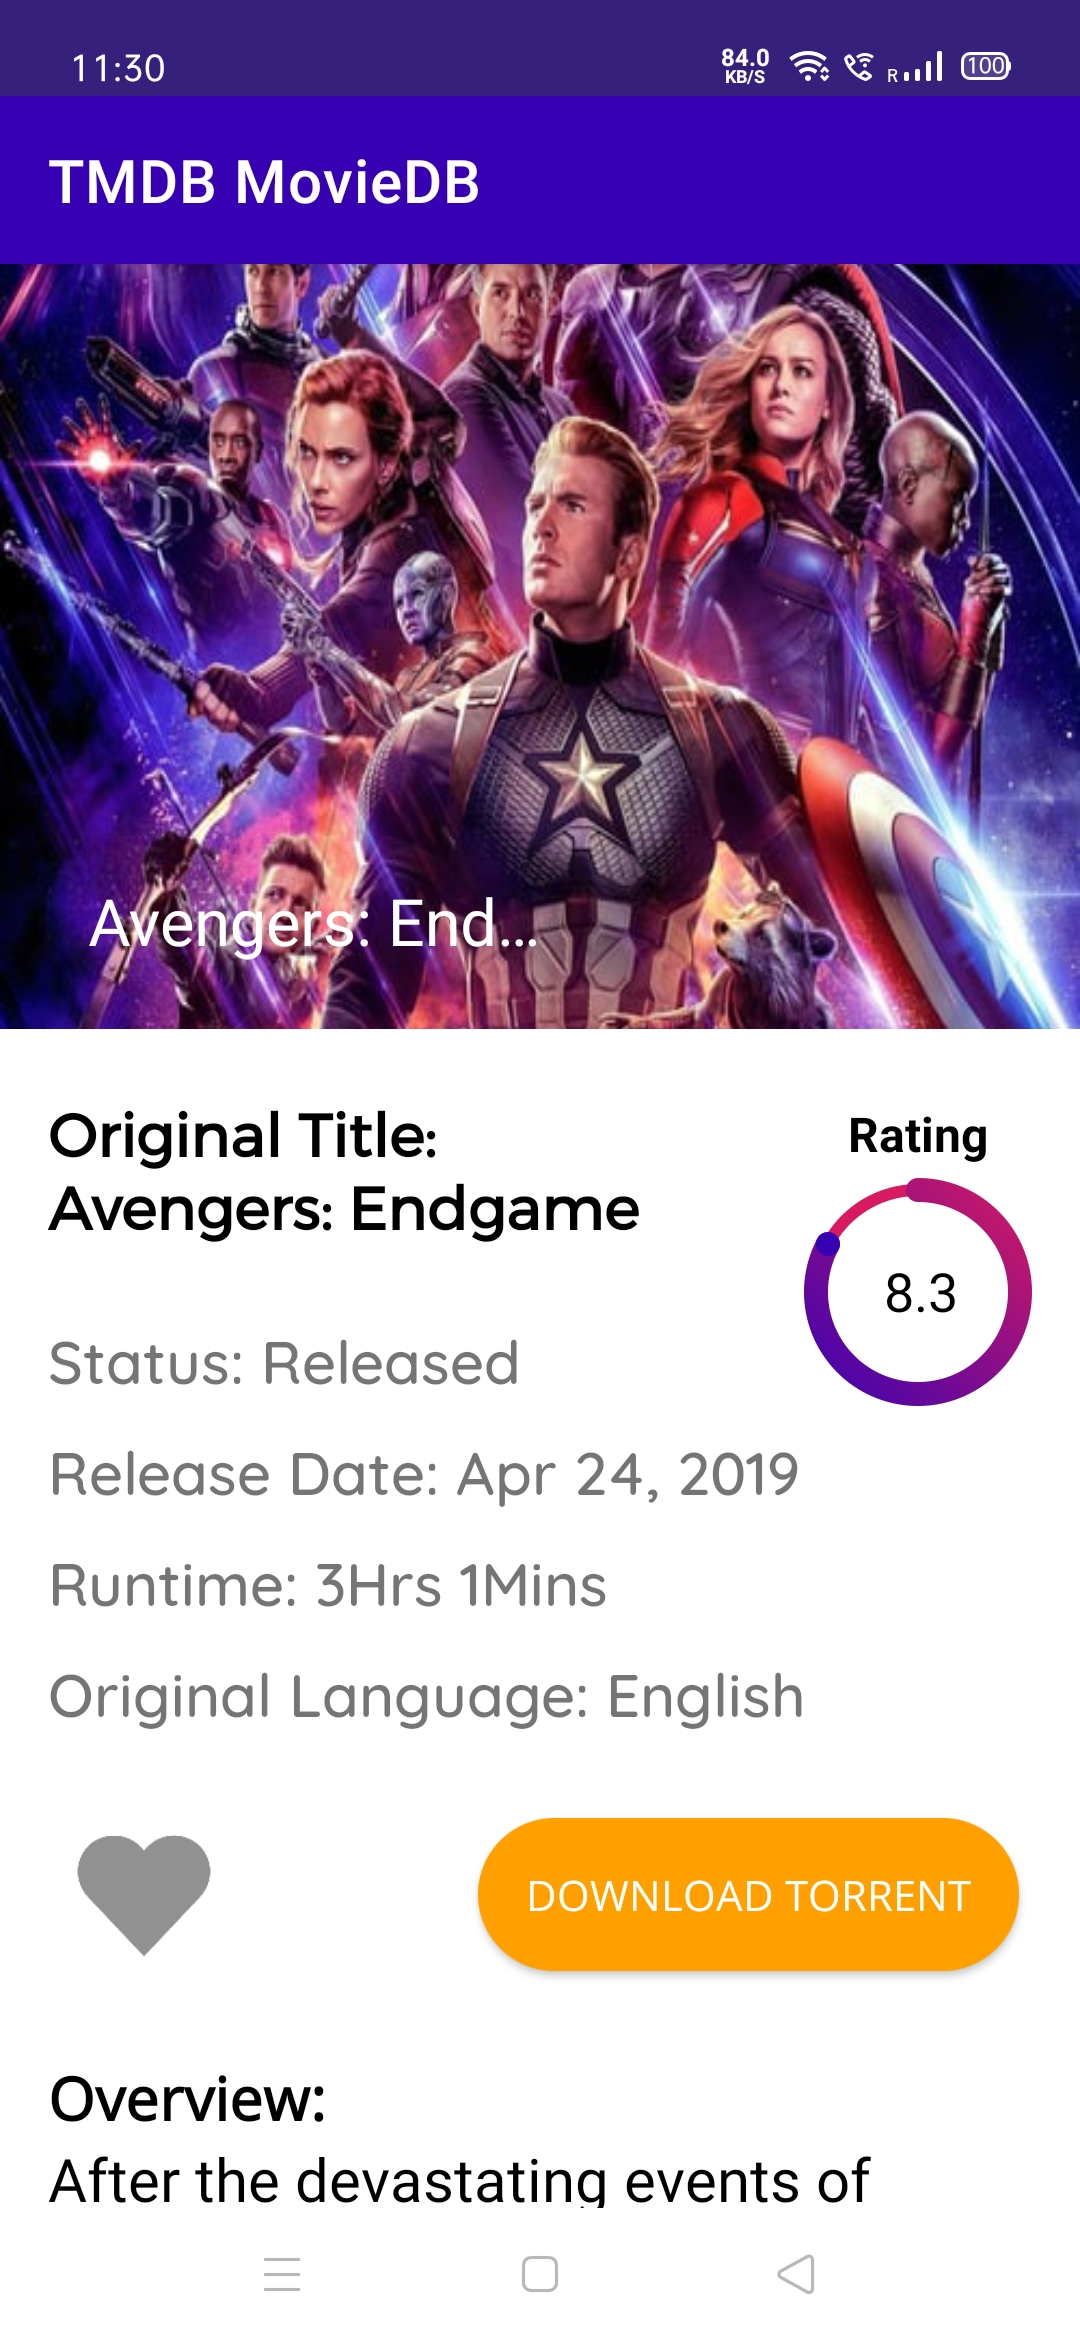 11:30
84.0
KB/S
R
100
TMDB MovieDB
Avengers: End...
Original Title:
Avengers: Endgame
Rating
8.3
Status: Released
Release Date: Apr 24, 2019
Runtime: 3Hrs 1Mins
Original Language: English
DOWNLOAD TORRENT
Overview:
After the devastating events of